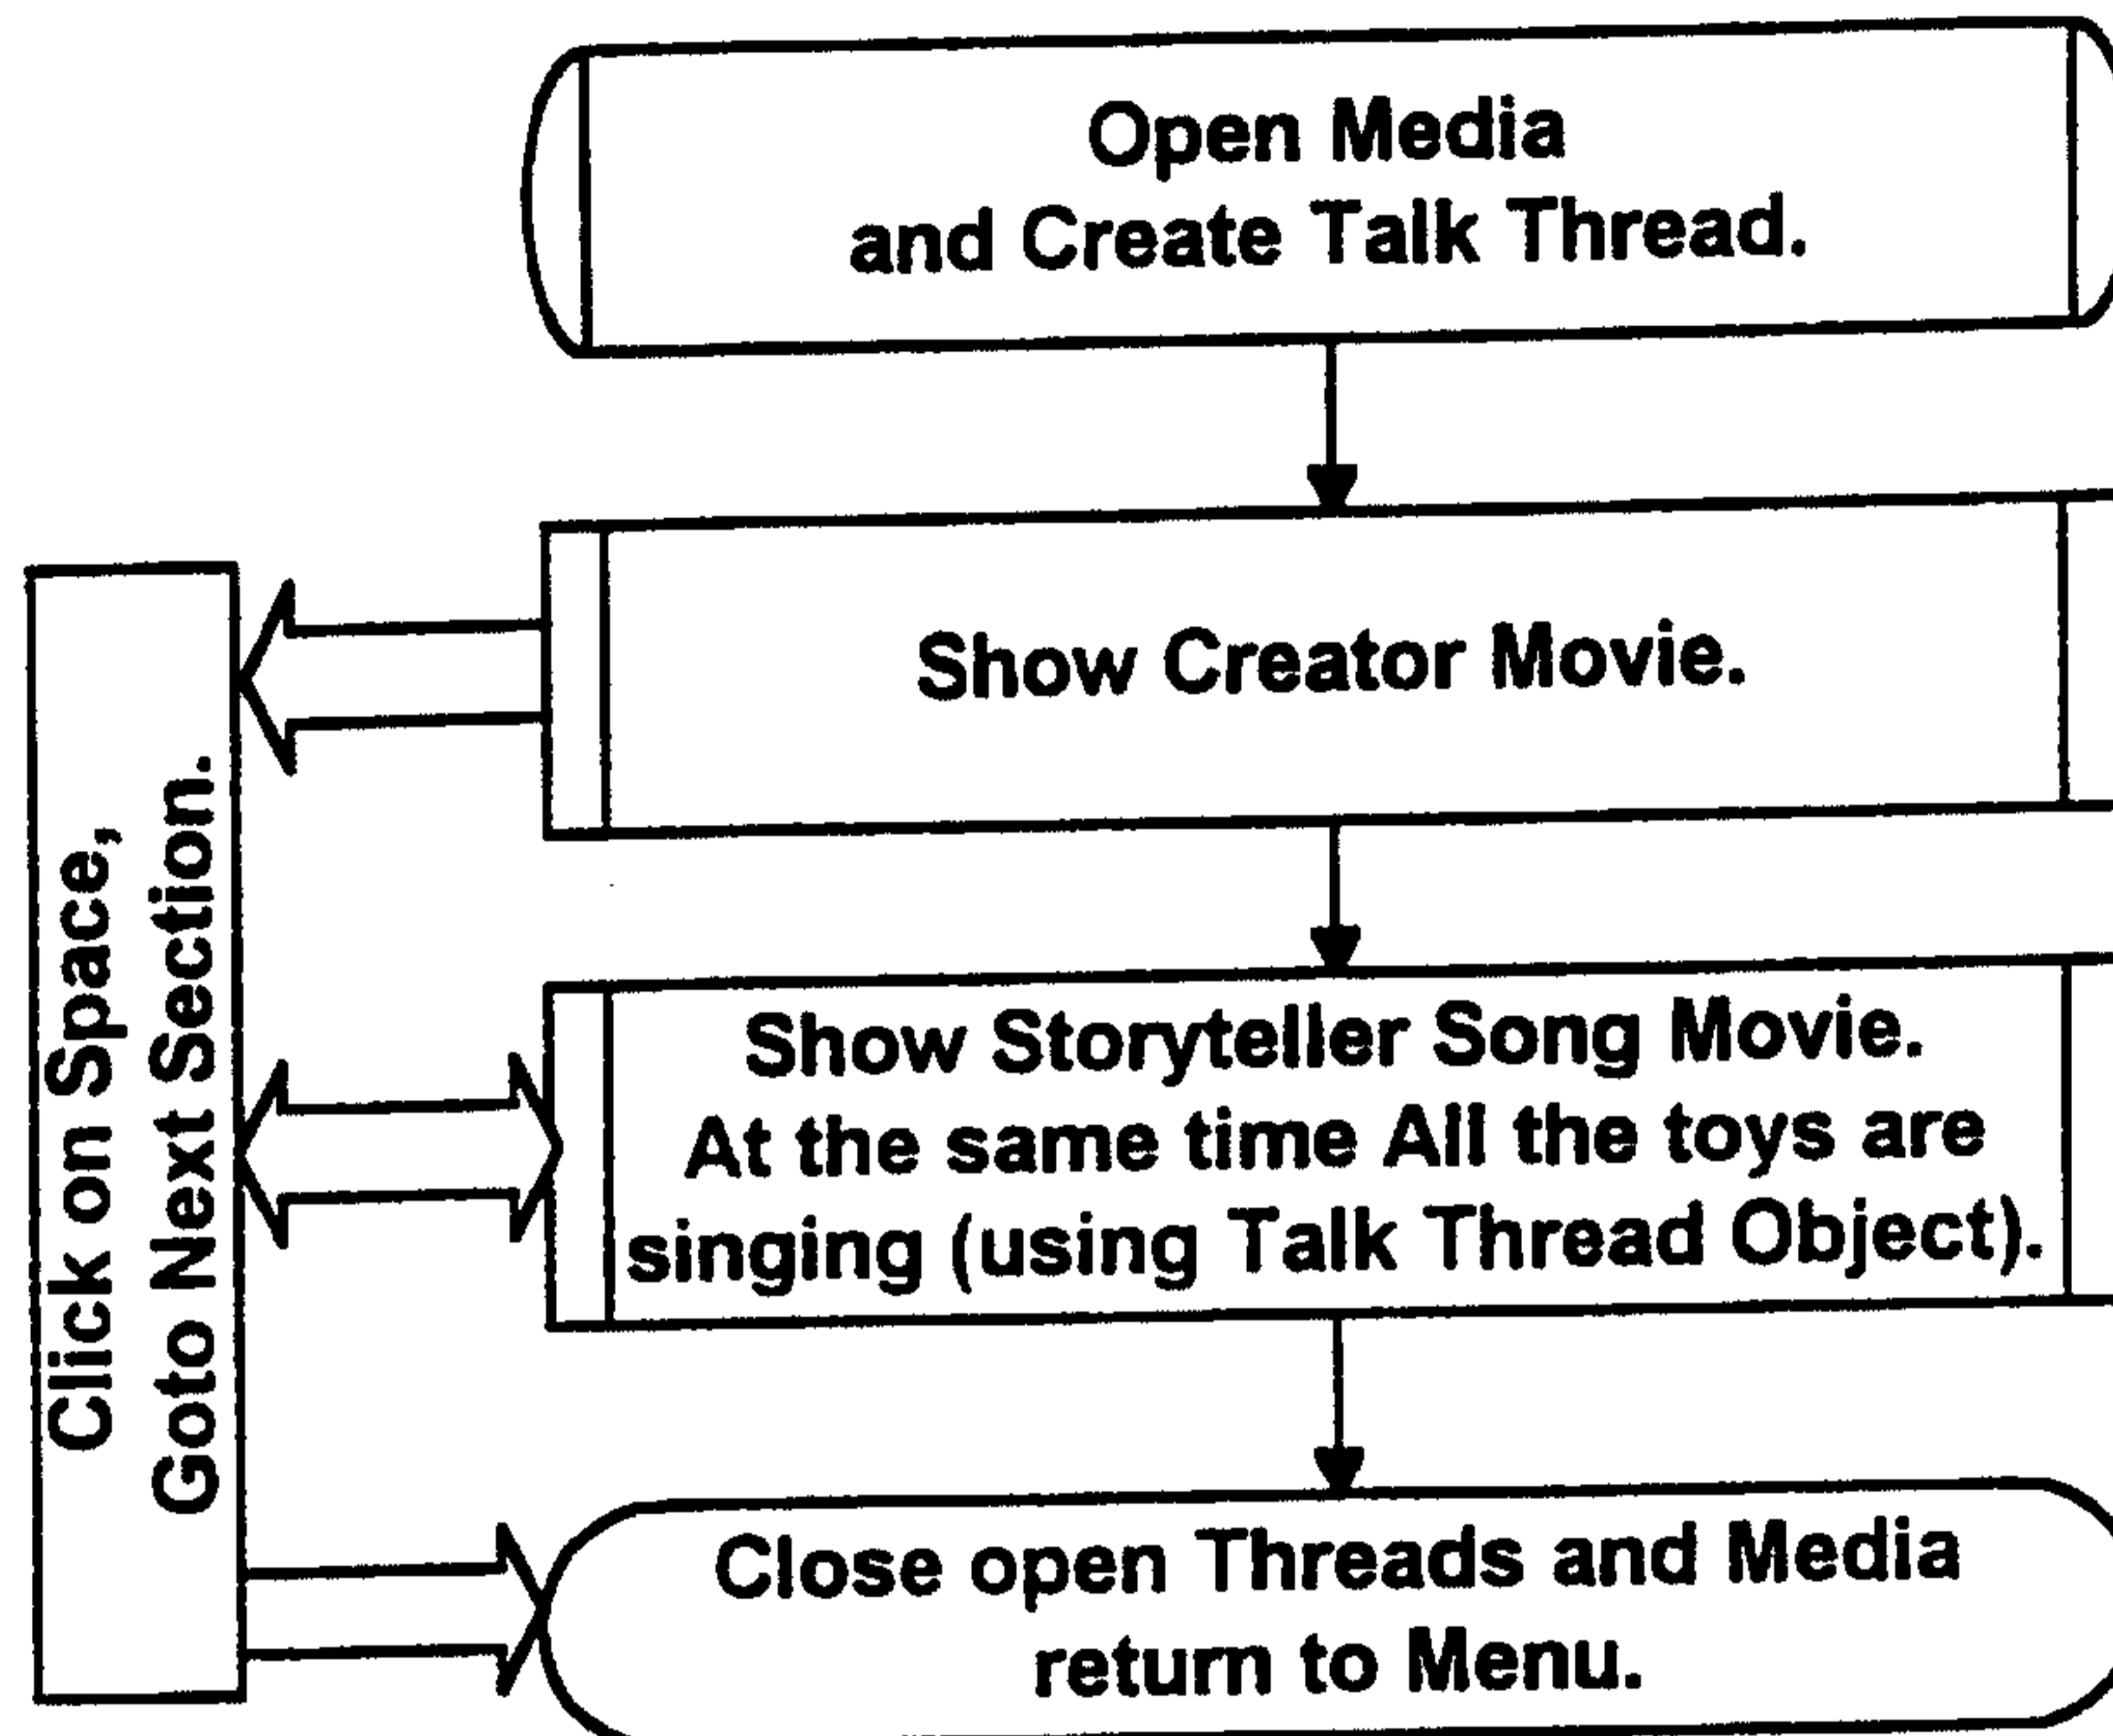 Open Media
and Create Talk Thread.
Show Creator Movie.
Click on Space,
Goto Next Section.
Show Storyteller Song Movie.
At the same time All the toys are
singing (using Talk Thread Object).
Close open Threads and Media
return to Menu.